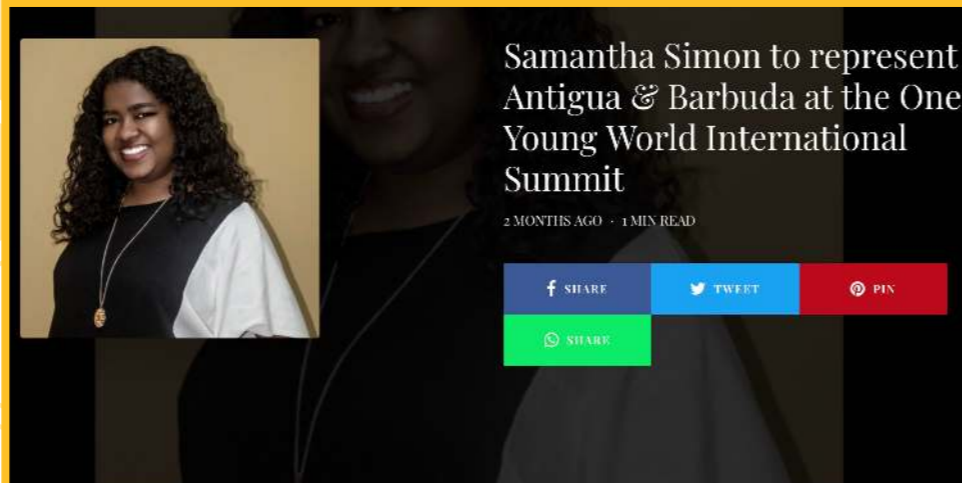 Samantha Simon to represent
Antigua & Barbuda at the One
Young World International
Summit
2 MONTHS AGO · 1 MIN READ
SHARE
TWEET
PIN
SHARE